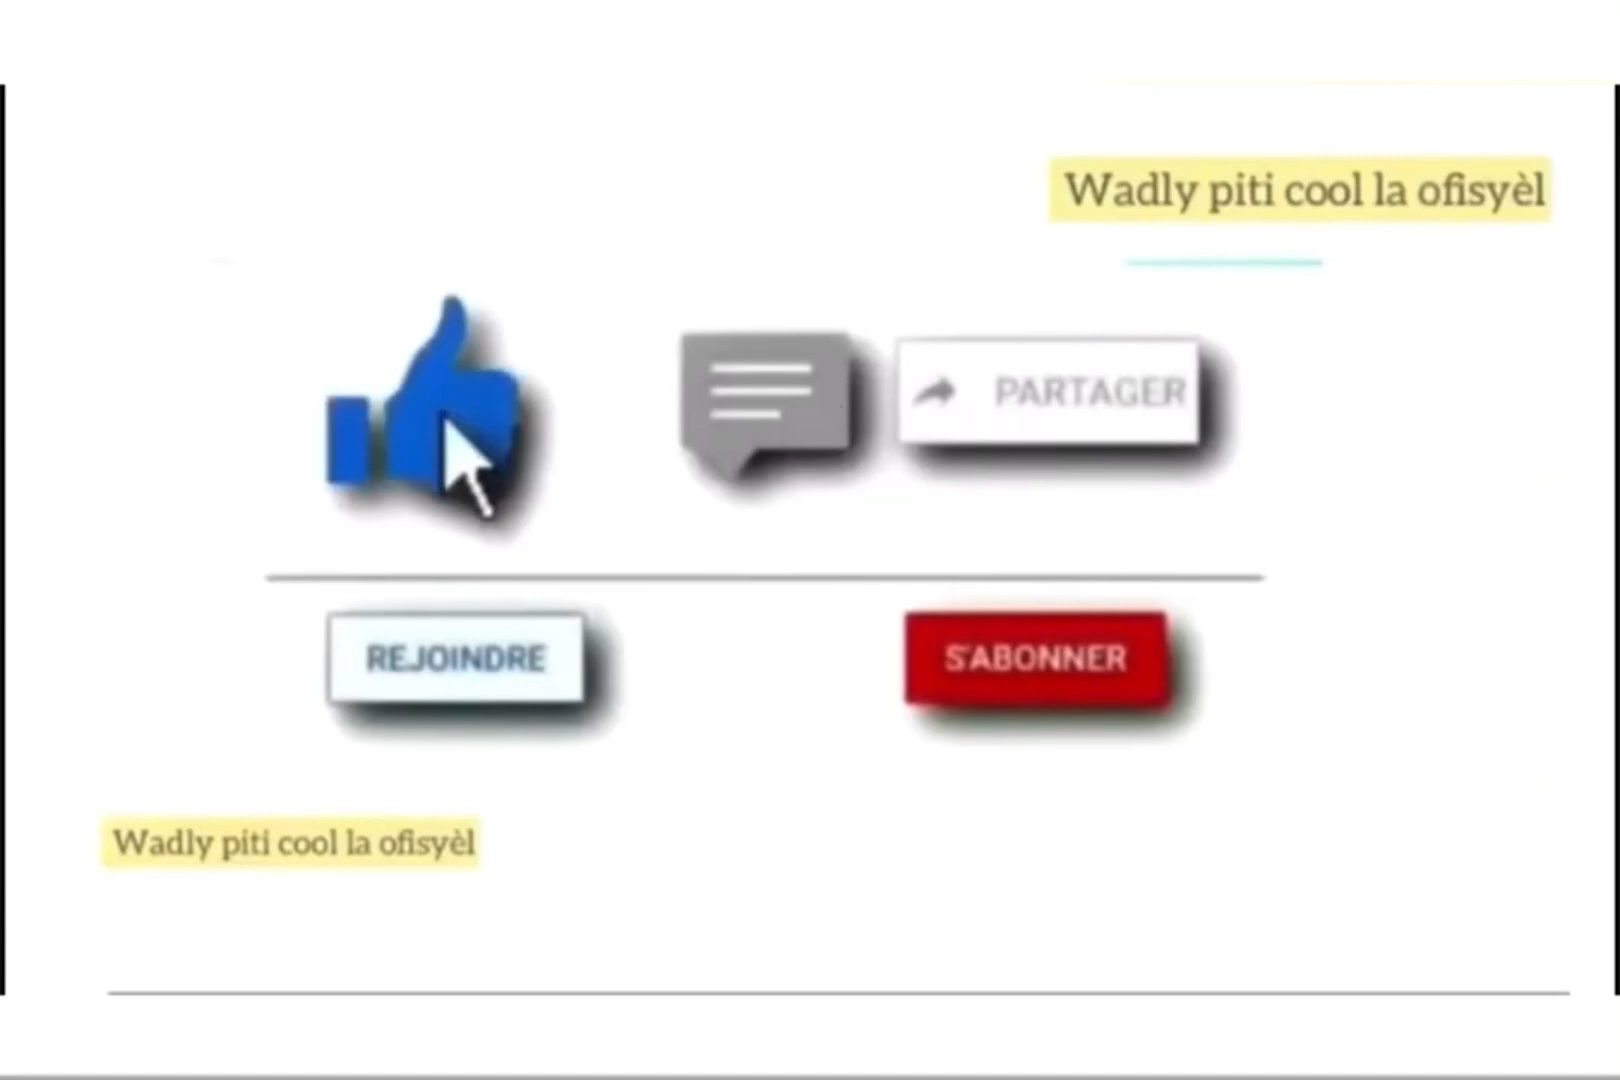 Wadly piti cool la ofisyèl
PARTAGER
REJOINDRE
S'ABONNER
Wadly piti cool la ofisyèl